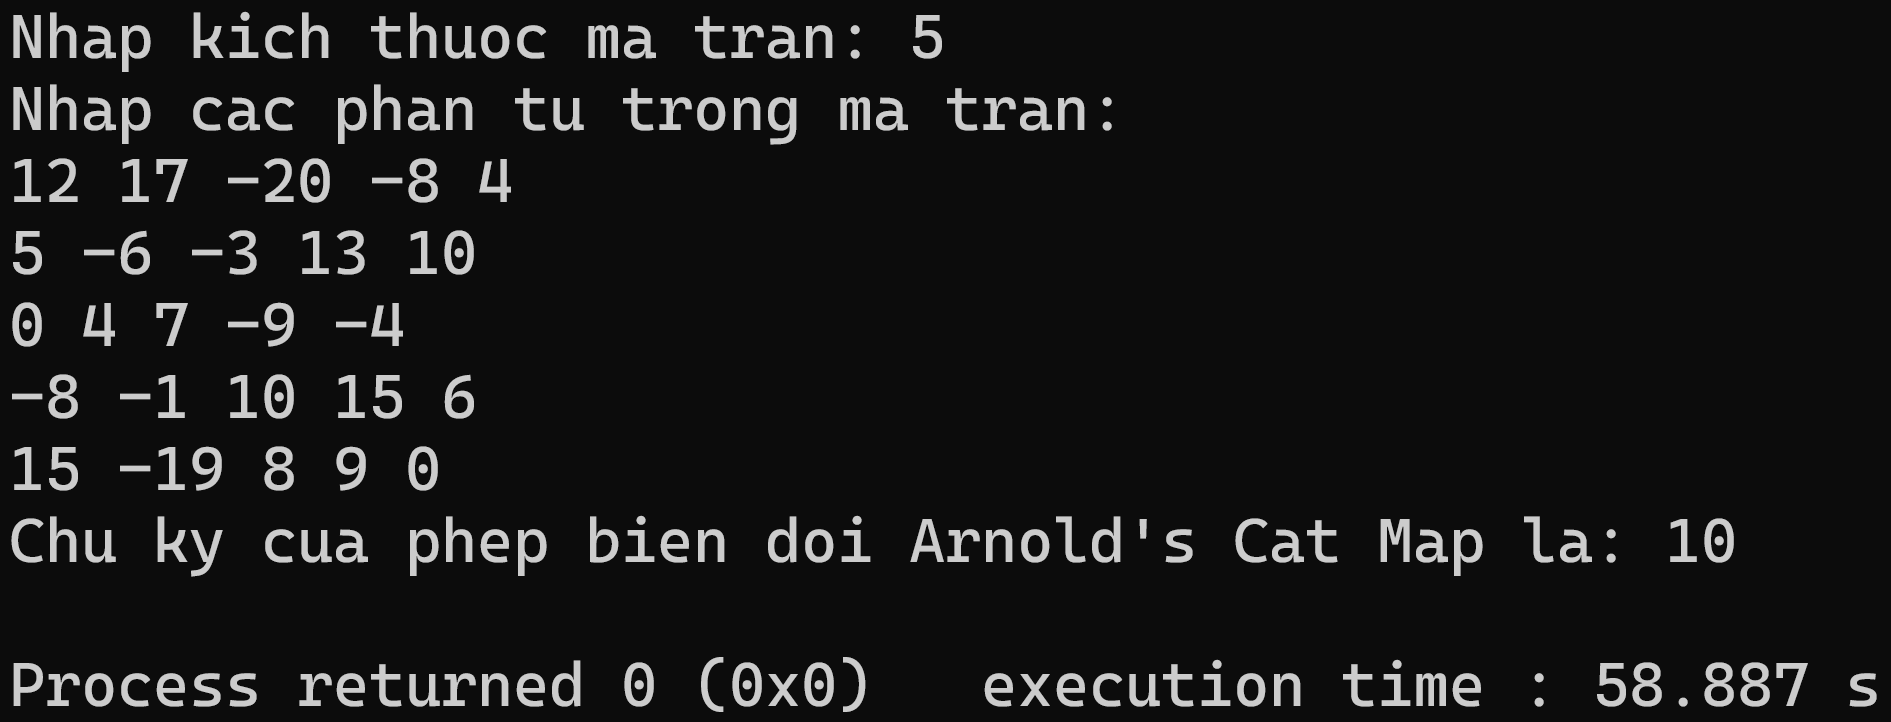 Nhap kich thuoc ma tran: 5
Nhap cac phan tu trong ma tran:
12 17 -20 -8 4
5 -6 -3 13 10
0 4 7 -9 -4
-8 -1 10 15 6
15 -19 8 9 0
Chu ky cua phep bien doi Arnold's Cat Map la: 10
Process returned 0 (0x0)   execution time : 58.887 s